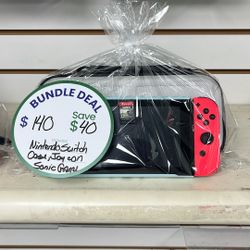 BUNDLE DEAL
$ 140
Save
$ 40
Nintendo Switch
Case, Joy con
Sonic Game